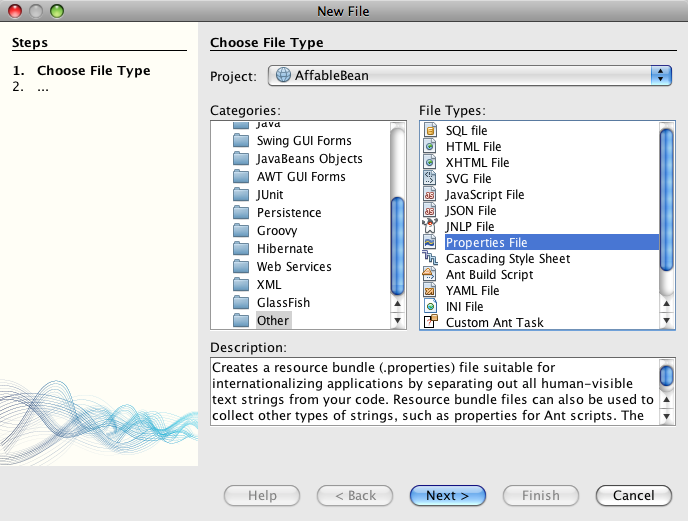 New File
Steps
1. Choose File Type
2. ...
Choose File Type
Project: AffableBean
Categories:
Java
Swing GUI Forms
JavaBeans Objects
AWT GUI Forms
JUnit
Persistence
Groovy
Hibernate
Web Services
XML
GlassFish
Other
File Types:
SQL file
HTML File
XHTML File
SVG File
JavaScript File
JSON File
JNLP File
Properties File
Cascading Style Sheet
Ant Build Script
YAML File
INI File
Custom Ant Task
Description:
Creates a resource bundle (.properties) file suitable for
internationalizing applications by separating out all human-visible
text strings from your code. Resource bundle files can also be used to
collect other types of strings, such as properties for Ant scripts. The
Help
< Back
Next >
Finish
Cancel